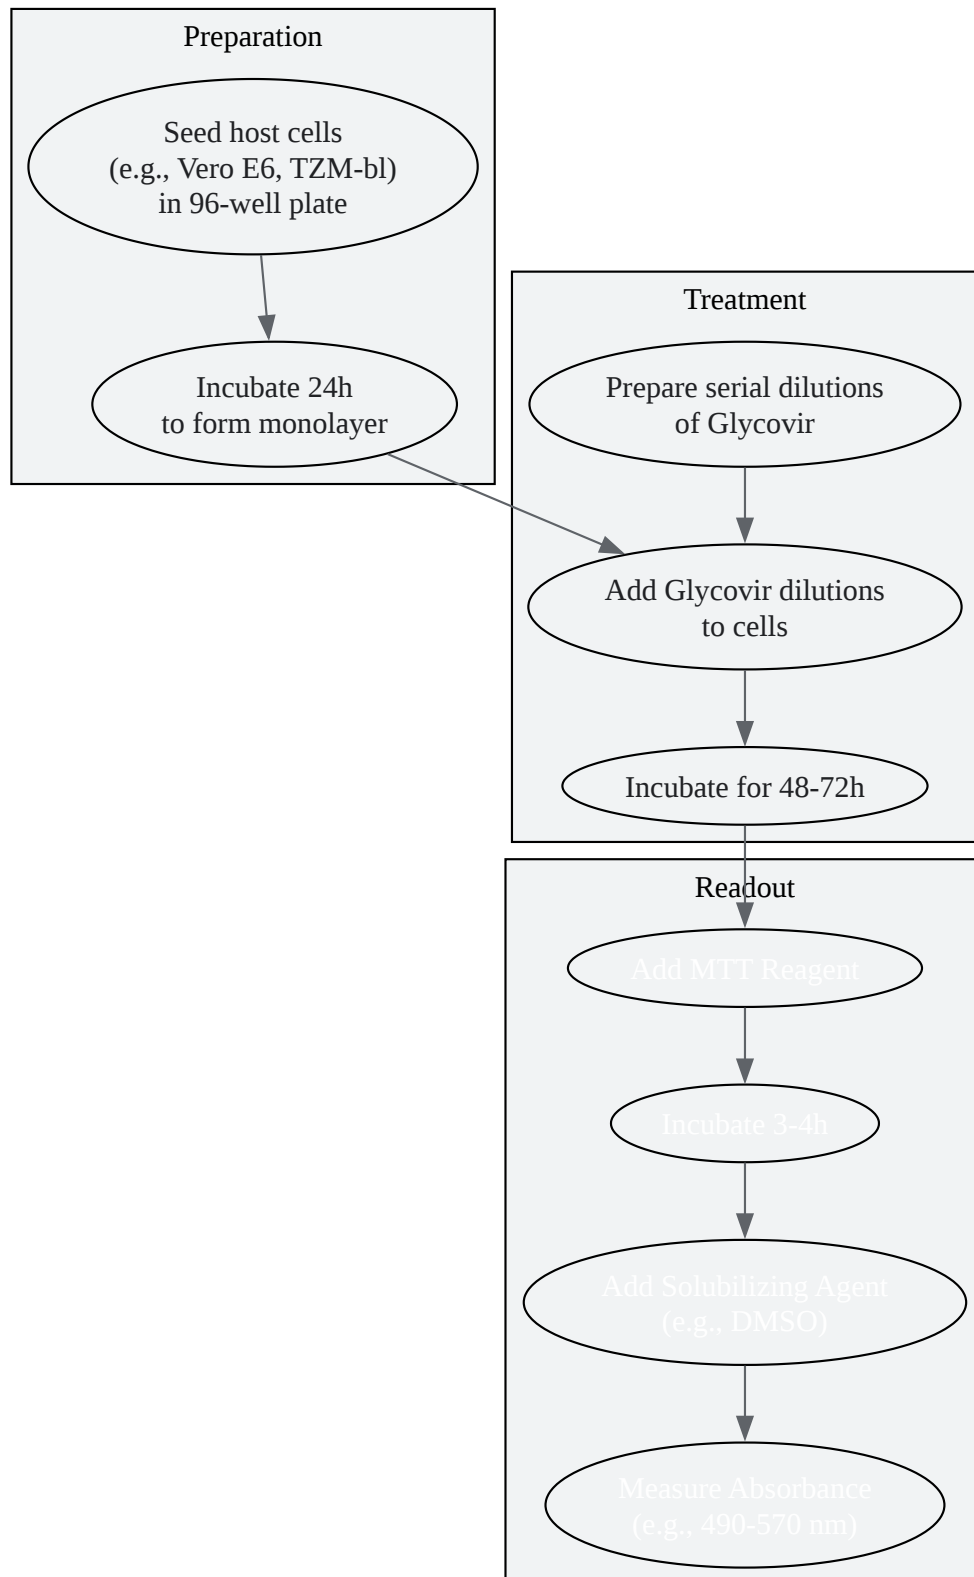 Preparation
Seed host cells
(e.g., Vero E6, TZM-bl)
in 96-well plate
Incubate 24h
to form monolayer
Treatment
Prepare serial dilutions
of Glycovir
Add Glycovir dilutions
to cells
Incubate for 48-72h
Readout
Add MTT Reagent
Incubate 3-4h
Add Solubilizing Agent
(e.g., DMSO)
Measure Absorbance
(e.g., 490-570 nm)